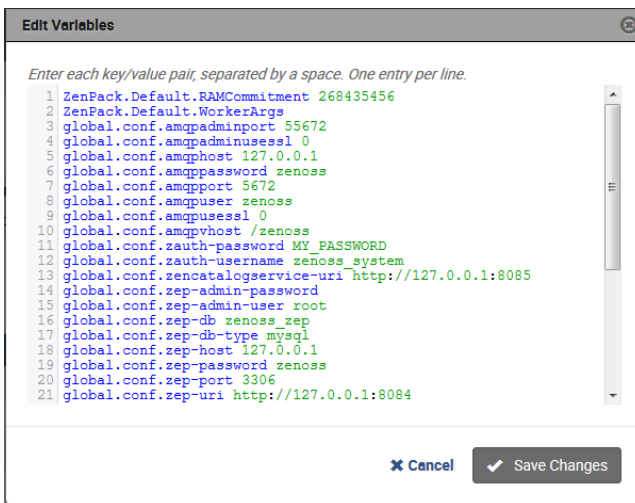 Edit Variables
Enter each key/value pair, separated by a space. One entry per line.
1 ZenPack.Default.RAMCommitment 268435456
2 ZenPack.Default.WorkerArgs
3 global.conf.amqpadminport 55672
4 global.conf.amqpadminusessl 0
5 global.conf.amqphost 127.0.0.1
6 global.conf.amqppassword zenoss
7 global.conf.amqpport 5672
8 global.conf.amqpuser zenoss
9 global.conf.amqpusessl 0
10 global.conf.amqpvhost /zenoss
11 global.conf.zauth-password MY_PASSWORD
12 global.conf.zauth-username zenoss_system
13 global.conf.zencatalogservice-uri http://127.0.0.1:8085
14 global.conf.zep-admin-password
15 global.conf.zep-admin-user root
16 global.conf.zep-db zenoss_zep
17 global.conf.zep-db-type mysql
18 global.conf.zep-host 127.0.0.1
19 global.conf.zep-password zenoss
20 global.conf.zep-port 3306
21 global.conf.zep-uri http://127.0.0.1:8084
Cancel
Save Changes